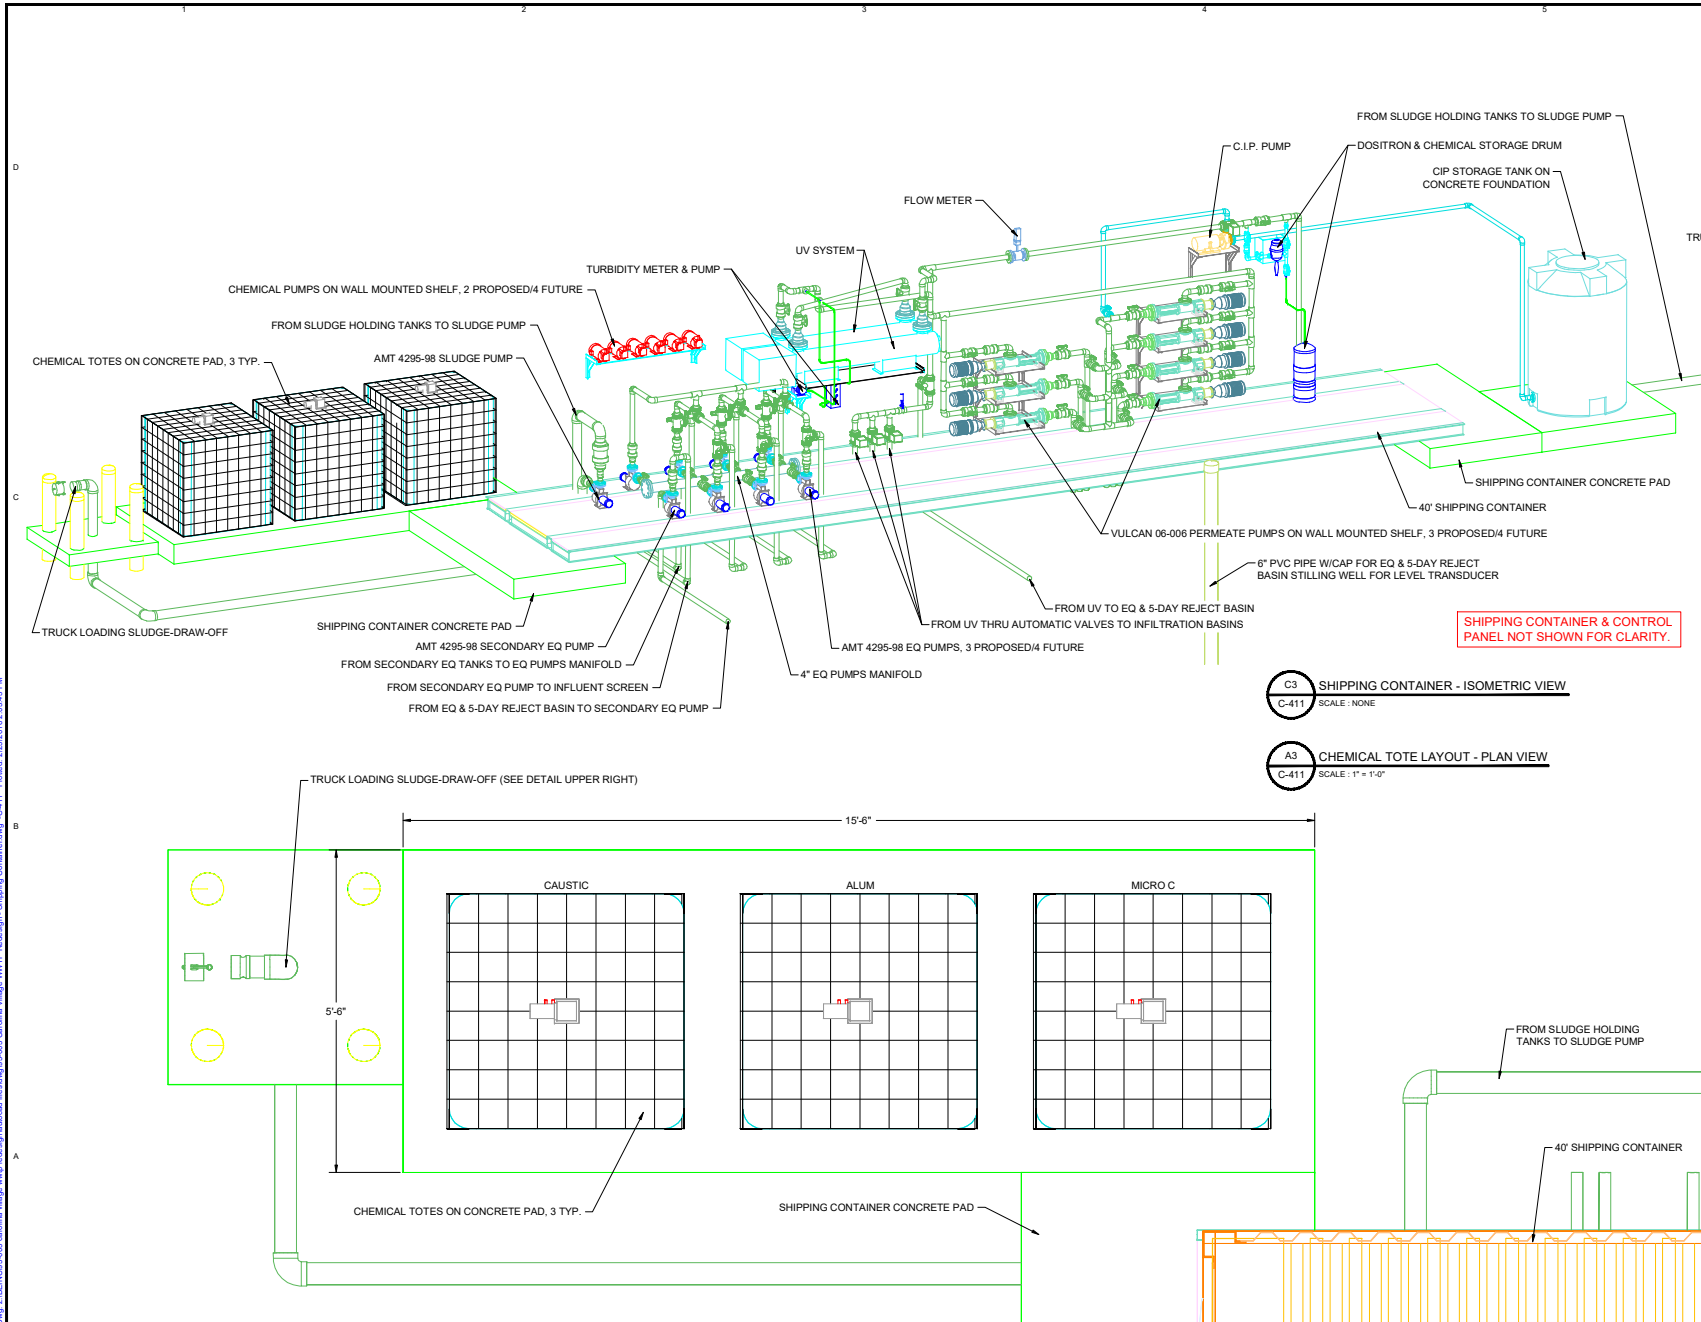 1
2
3
4
5
D
C
B
A
FROM SLUDGE HOLDING TANKS TO SLUDGE PUMP
C.I.P. PUMP
DOSITRON & CHEMICAL STORAGE DRUM
CIP STORAGE TANK ON
CONCRETE FOUNDATION
FLOW METER
UV SYSTEM
TURBIDITY METER & PUMP
CHEMICAL PUMPS ON WALL MOUNTED SHELF, 2 PROPOSED/4 FUTURE
FROM SLUDGE HOLDING TANKS TO SLUDGE PUMP
AMT 4295-98 SLUDGE PUMP
CHEMICAL TOTES ON CONCRETE PAD, 3 TYP.
SHIPPING CONTAINER CONCRETE PAD
40' SHIPPING CONTAINER
VULCAN 06-006 PERMEATE PUMPS ON WALL MOUNTED SHELF, 3 PROPOSED/4 FUTURE
6" PVC PIPE W/CAP FOR EQ & 5-DAY REJECT
BASIN STILLING WELL FOR LEVEL TRANSDUCER
FROM UV TO EQ & 5-DAY REJECT BASIN
FROM UV THRU AUTOMATIC VALVES TO INFILTRATION BASINS
AMT 4295-98 EQ PUMPS, 3 PROPOSED/4 FUTURE
4" EQ PUMPS MANIFOLD
TRUCK LOADING SLUDGE-DRAW-OFF
SHIPPING CONTAINER CONCRETE PAD
AMT 4295-98 SECONDARY EQ PUMP
FROM SECONDARY EQ TANKS TO EQ PUMPS MANIFOLD
FROM SECONDARY EQ PUMP TO INFLUENT SCREEN
FROM EQ & 5-DAY REJECT BASIN TO SECONDARY EQ PUMP
SHIPPING CONTAINER & CONTROL
PANEL NOT SHOWN FOR CLARITY.
C3
C-411
SHIPPING CONTAINER - ISOMETRIC VIEW
SCALE : NONE
A3
C-411
CHEMICAL TOTE LAYOUT - PLAN VIEW
SCALE : 1" = 1'-0"
TRUCK LOADING SLUDGE-DRAW-OFF (SEE DETAIL UPPER RIGHT)
15'-6"
5'-6"
CAUSTIC
ALUM
MICRO C
FROM SLUDGE HOLDING
TANKS TO SLUDGE PUMP
40' SHIPPING CONTAINER
CHEMICAL TOTES ON CONCRETE PAD, 3 TYP.
SHIPPING CONTAINER CONCRETE PAD